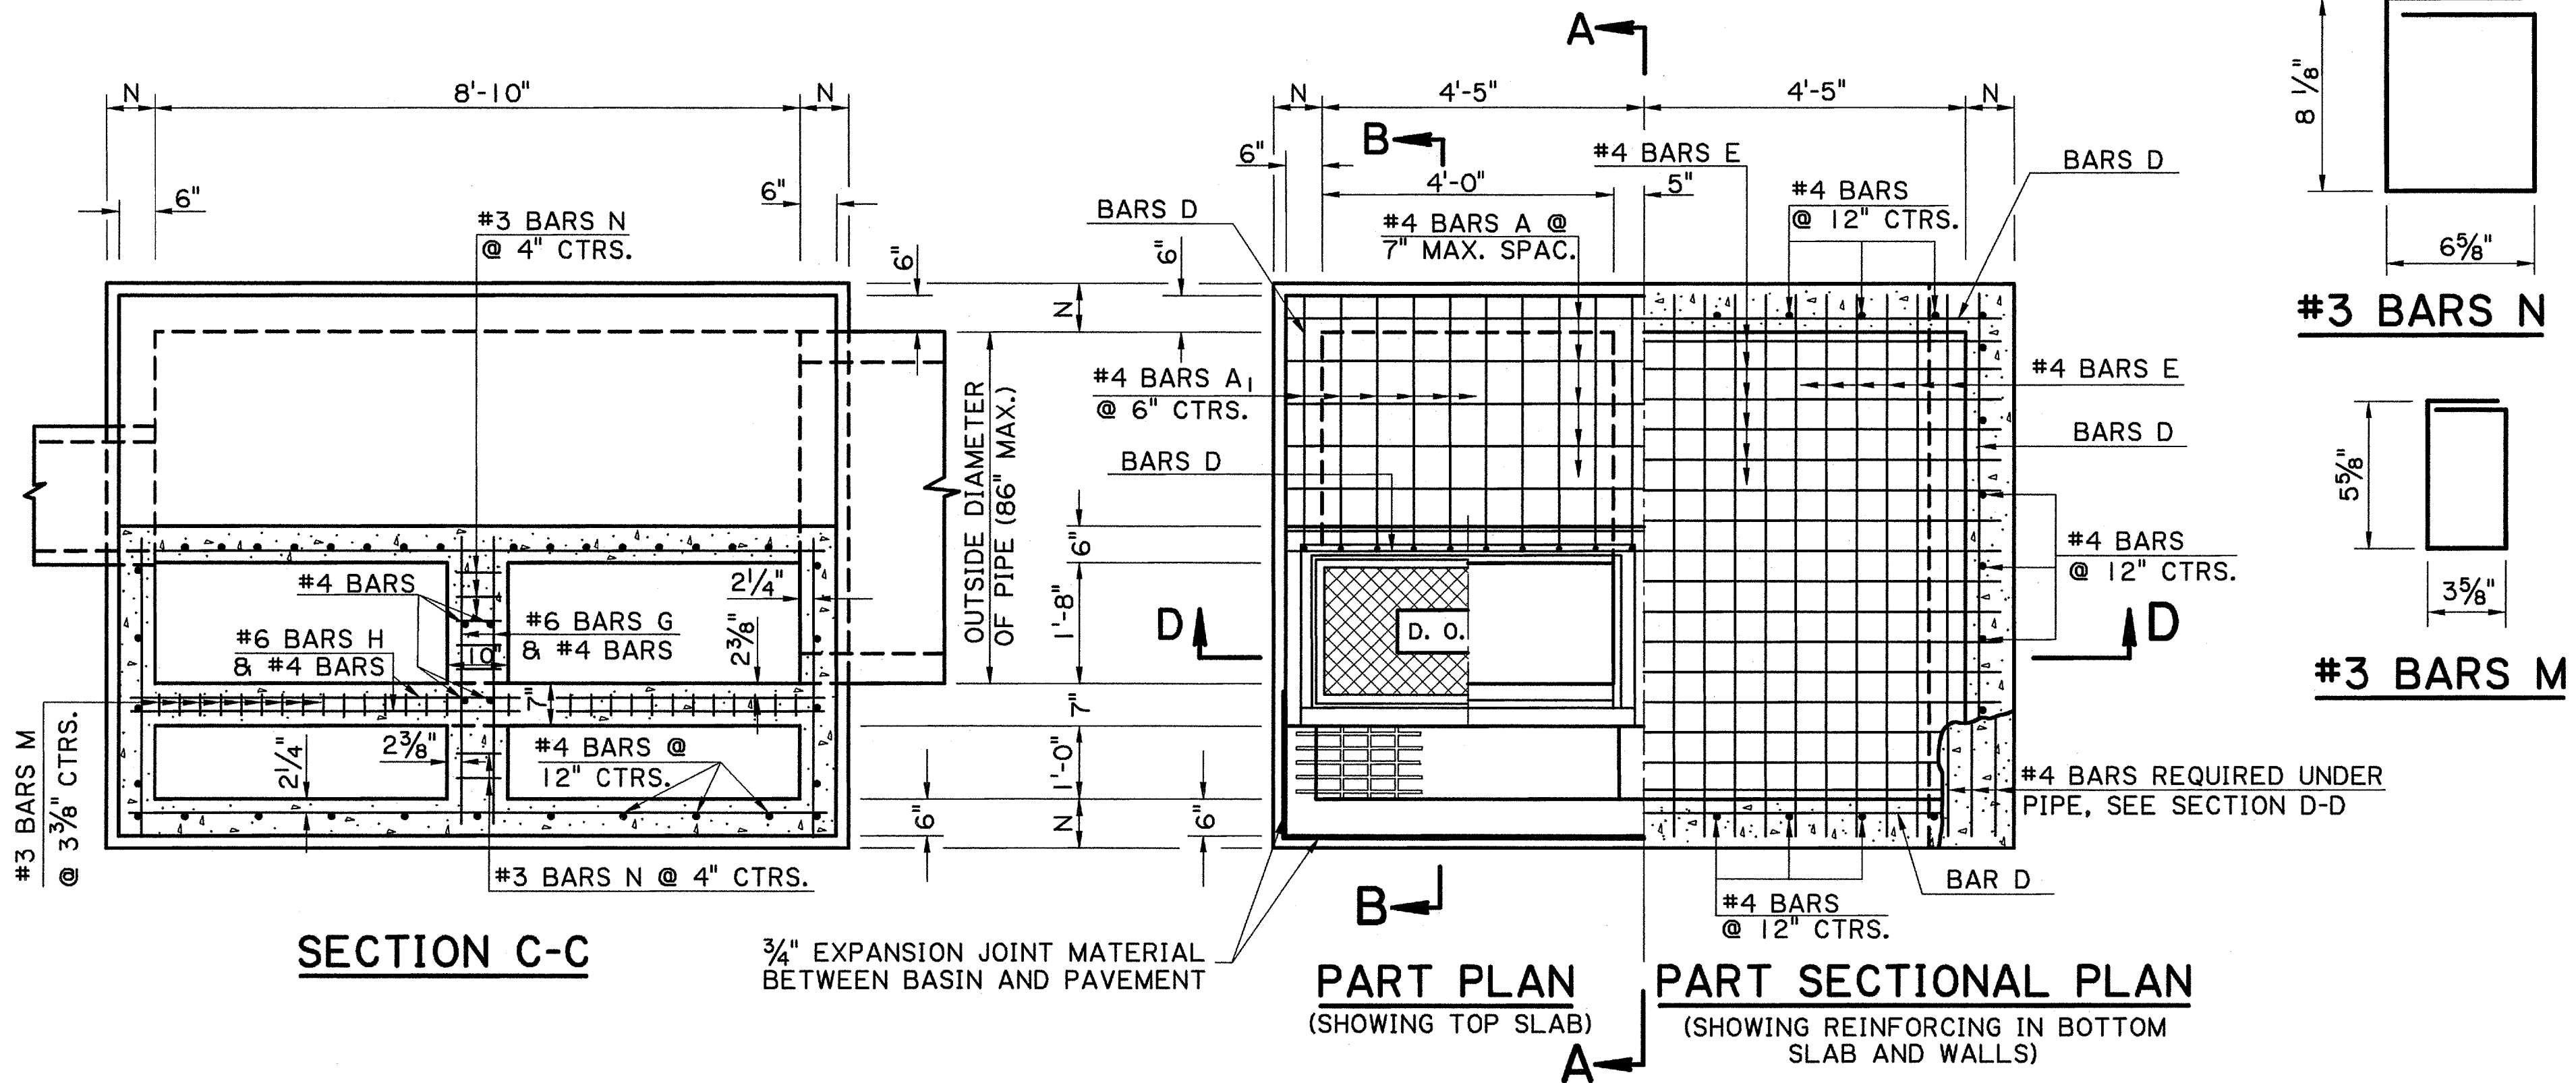 N
8'-10"
N
6"
6"
#3 BARS N
@ 4" CTRS.
6"
N
#4 BARS
#6 BARS H
& #4 BARS
10"
#6 BARS G
& #4 BARS
2 1/4"
2 3/8"
7"
2 3/8"
2 1/4"
#4 BARS @
12" CTRS.
#3 BARS M
@ 3 3/8" CTRS.
#3 BARS N @ 4" CTRS.
6"
N
OUTSIDE DIAMETER
OF PIPE (86" MAX.)
6"
1'-8"
7"
1'-0"
SECTION C-C
3/4" EXPANSION JOINT MATERIAL
BETWEEN BASIN AND PAVEMENT
A
N
4'-5"
4'-5"
N
B
6"
4'-0"
5"
#4 BARS E
BARS D
#4 BARS
@ 12" CTRS.
BARS D
#4 BARS A @
7" MAX. SPAC.
6"
#4 BARS A1
@ 6" CTRS.
#4 BARS E
BARS D
BARS D
#4 BARS
@ 12" CTRS.
D
D. O.
D
6"
#4 BARS REQUIRED UNDER
PIPE, SEE SECTION D-D
BAR D
#4 BARS
@ 12" CTRS.
B
PART PLAN
(SHOWING TOP SLAB)
PART SECTIONAL PLAN
(SHOWING REINFORCING IN BOTTOM
SLAB AND WALLS)
A
8 1/8"
6 5/8"
#3 BARS N
5 5/8"
3 5/8"
#3 BARS M